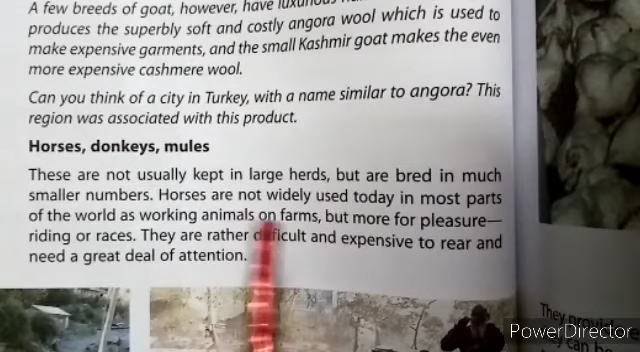 A few breeds of goat, however, have
produces the superbly soft and costly angora wool which is used to
make expensive garments, and the small Kashmir goat makes the even
more expensive cashmere wool.
Can you think of a city in Turkey, with a name similar to angora? This
region was associated with this product.
Horses, donkeys, mules
These are not usually kept in large herds, but are bred in much
smaller numbers. Horses are not widely used today in most parts
of the world as working animals on farms, but more for pleasure—
riding or races. They are rather difficult and expensive to rear and
need a great deal of attention.
They provide
can be
PowerDirector